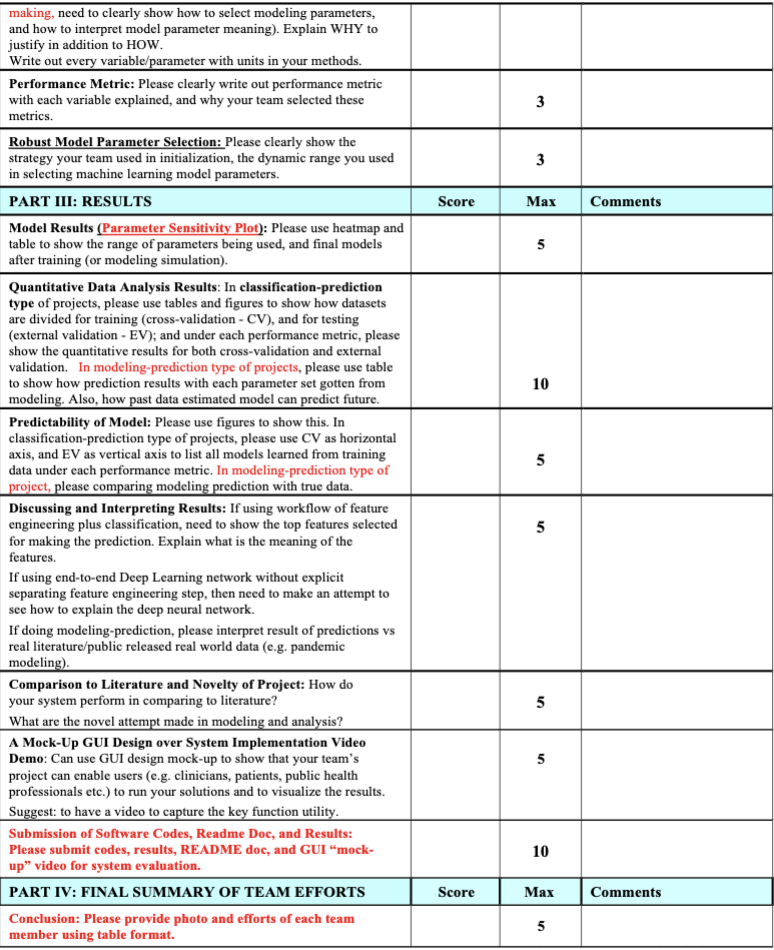 making, need to clearly show how to select modeling parameters,
and how to interpret model parameter meaning). Explain WHY to
justify in addition to HOW.
Write out every variable/parameter with units in your methods.
Performance Metric: Please clearly write out performance metric
with each variable explained, and why your team selected these
metrics.
3
Robust Model Parameter Selection: Please clearly show the
strategy your team used in initialization, the dynamic range you used
in selecting machine learning model parameters.
3
PART III: RESULTS Score Max Comments
Model Results (Parameter Sensitivity Plot): Please use heatmap and
table to show the range of parameters being used, and final models
after training (or modeling simulation).
5
Quantitative Data Analysis Results: In classification-prediction
type of projects, please use tables and figures to show how datasets
are divided for training (cross-validation - CV), and for testing
(external validation - EV); and under each performance metric, please
show the quantitative results for both cross-validation and external
validation. In modeling-prediction type of projects, please use table
to show how prediction results with each parameter set gotten from
modeling. Also, how past data estimated model can predict future.
10
Predictability of Model: Please use figures to show this. In
classification-prediction type of projects, please use CV as horizontal
axis, and EV as vertical axis to list all models learned from training
data under each performance metric. In modeling-prediction type of
project, please comparing modeling prediction with true data.
5
Discussing and Interpreting Results: If using workflow of feature
engineering plus classification, need to show the top features selected
for making the prediction. Explain what is the meaning of the
features.
If using end-to-end Deep Learning network without explicit
separating feature engineering step, then need to make an attempt to
see how to explain the deep neural network.
If doing modeling-prediction, please interpret result of predictions vs
real literature/public released real world data (e.g. pandemic
modeling).
5
Comparison to Literature and Novelty of Project: How do
your system perform in comparing to literature?
What are the novel attempt made in modeling and analysis?
5
A Mock-Up GUI Design over System Implementation Video
Demo: Can use GUI design mock-up to show that your team's
project can enable users (e.g. clinicians, patients, public health
professionals etc.) to run your solutions and to visualize the results.
Suggest: to have a video to capture the key function utility.
5
Submission of Software Codes, Readme Doc, and Results:
Please submit codes, results, README doc, and GUI “mock-
up” video for system evaluation.
10
PART IV: FINAL SUMMARY OF TEAM EFFORTS Score Max Comments
Conclusion: Please provide photo and efforts of each team
member using table format.
5